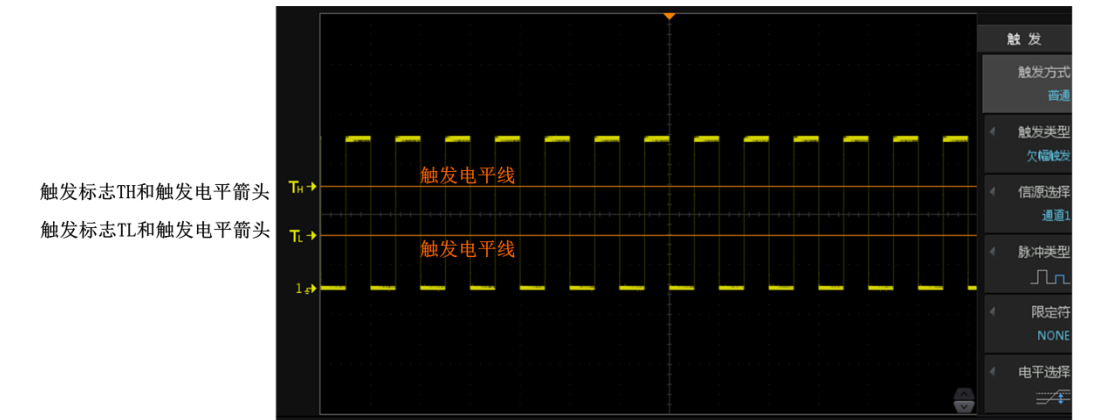 触发
触发方式
普通
触发类型
欠幅触发
触发电平线
触发标志TH和触发电平箭头
TH
信源选择
通道1
触发标志TL和触发电平箭头
TL
触发电平线
脉冲类型
1
限定符
NONE
电平选择